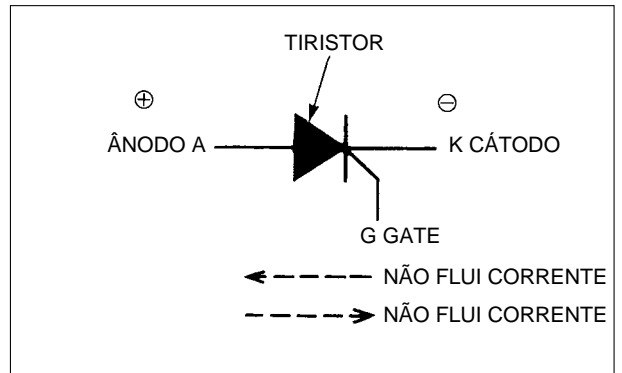 TIRISTOR
⊕ ⊖
ÂNODO A K CÁTODO
G GATE
NÃO FLUI CORRENTE
NÃO FLUI CORRENTE